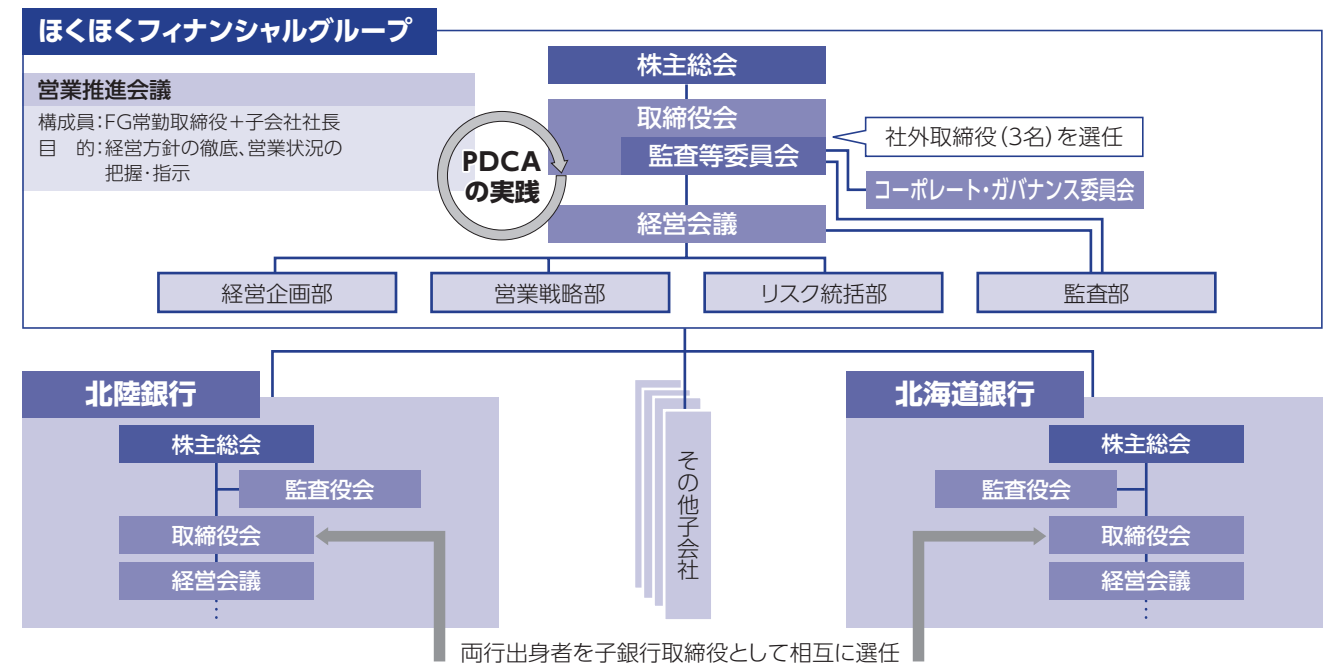 ほくほくフィナンシャルグループ
営業推進会議
構成員:FG常勤取締役+子会社社長
目　的:経営方針の徹底、営業状況の
把握・指示
PDCA
の実践
株主総会
取締役会
監査等委員会
社外取締役(3名)を選任
コーポレート・ガバナンス委員会
経営会議
経営企画部
営業戦略部
リスク統括部
監査部
北陸銀行
株主総会
監査役会
取締役会
経営会議
その他子会社
北海道銀行
株主総会
監査役会
取締役会
経営会議
両行出身者を子銀行取締役として相互に選任